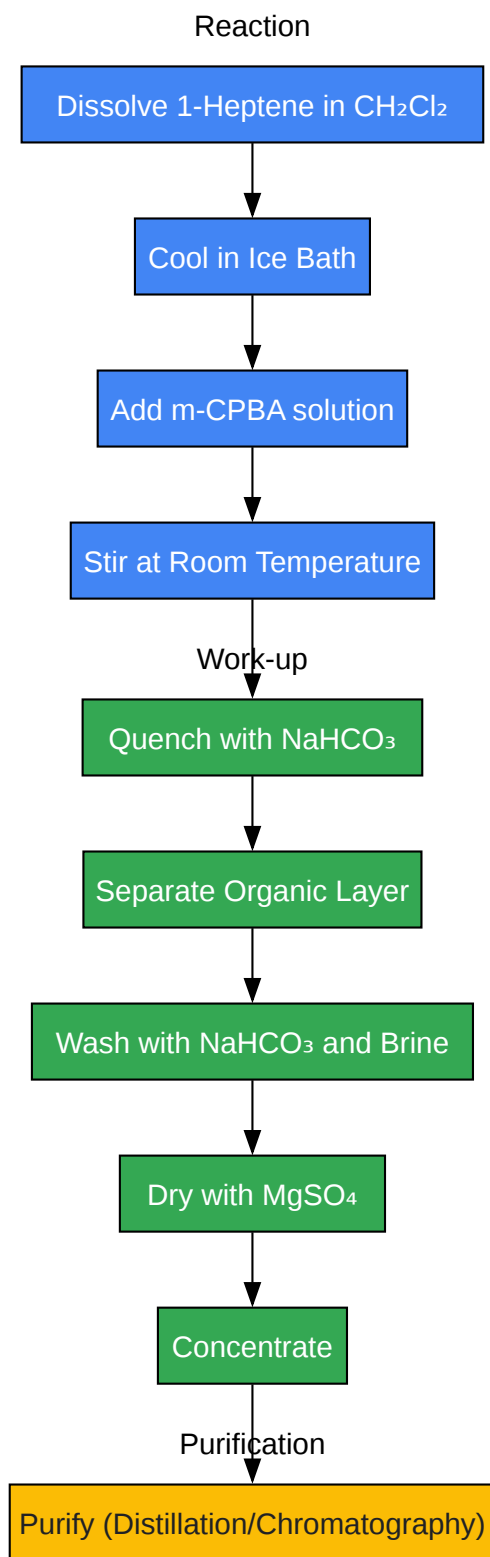 Reaction
Dissolve 1-Heptene in CH₂Cl₂
Cool in Ice Bath
Add m-CPBA solution
Stir at Room Temperature
Work-up
Quench with NaHCO₃
Separate Organic Layer
Wash with NaHCO₃ and Brine
Dry with MgSO₄
Concentrate
Purification
Purify (Distillation/Chromatography)